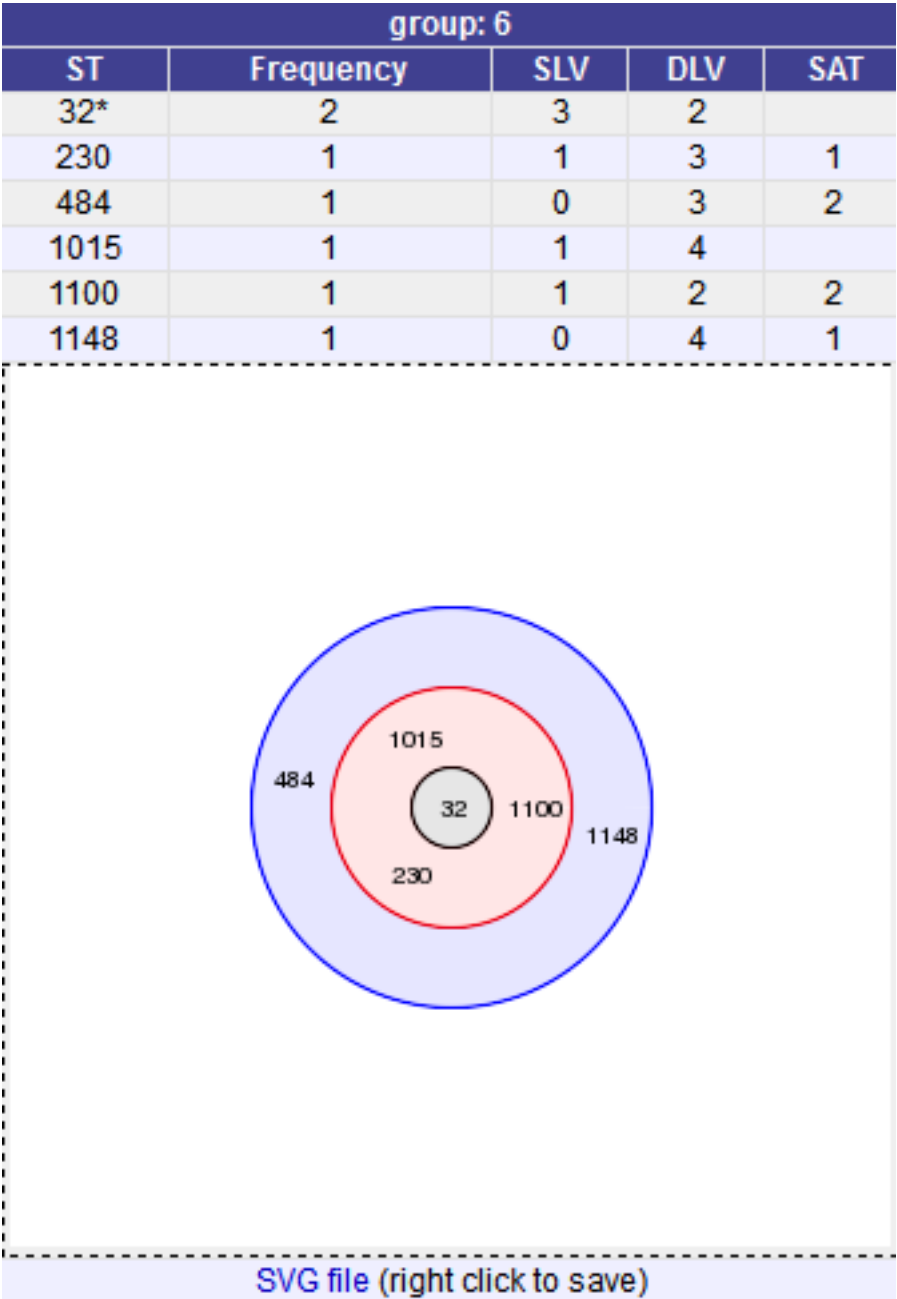 group: 6
ST Frequency SLV DLV SAT
32* 2 3 2
230 1 1 3 1
484 1 0 3 2
1015 1 1 4
1100 1 1 2 2
1148 1 0 4 1
1015
484
32 1100
1148
230
SVG file (right click to save)